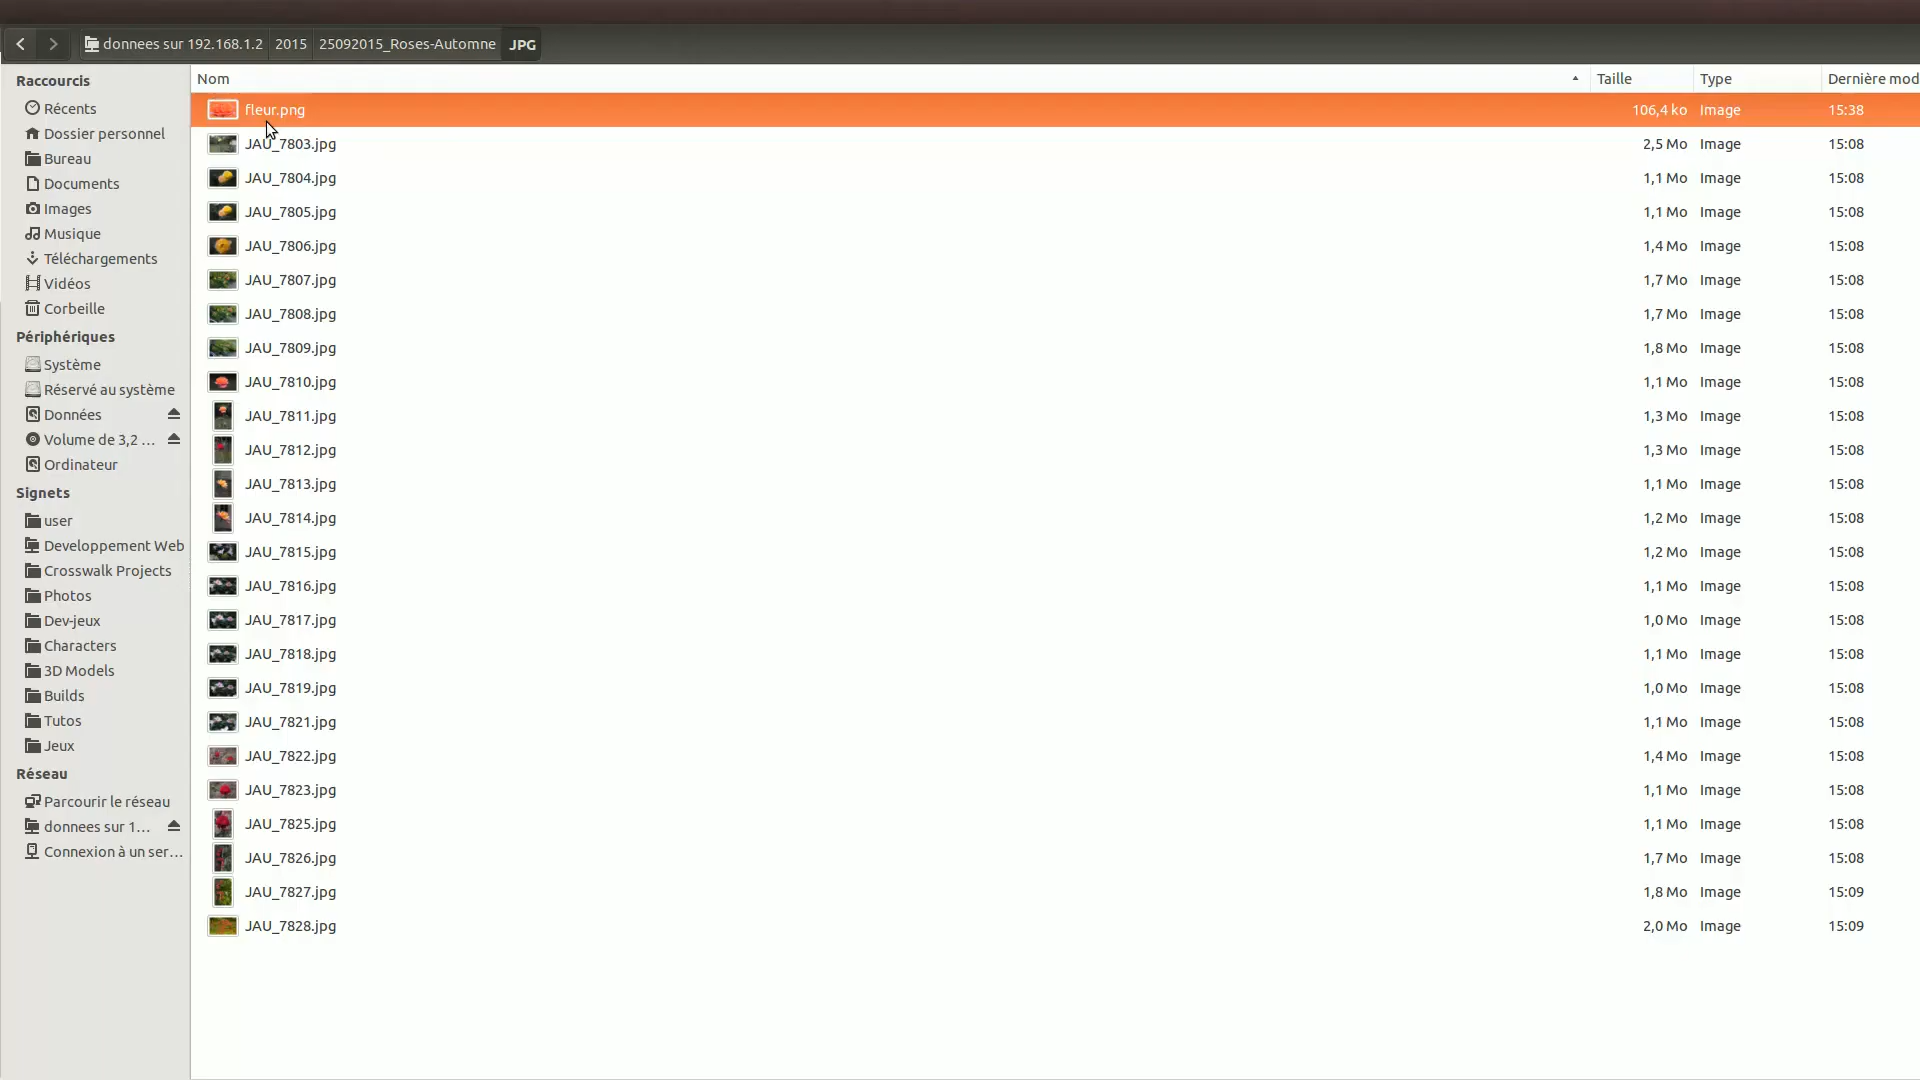 donnees sur 192.168.1.2 2015 25092015_Roses-Automne JPG
Raccourcis
Récents
Dossier personnel
Bureau
Documents
Images
Musique
Téléchargements
Vidéos
Corbeille
Périphériques
Système
Réservé au système
Données
Volume de 3,2 ...
Ordinateur
Signets
user
Developpement Web
Crosswalk Projects
Photos
Dev-jeux
Characters
3D Models
Builds
Tutos
Jeux
Réseau
Parcourir le réseau
donnees sur 1...
Connexion à un ser...
Nom Taille Type Dernière mod
fleur.png 106,4 ko Image 15:38
JAU_7803.jpg 2,5 Mo Image 15:08
JAU_7804.jpg 1,1 Mo Image 15:08
JAU_7805.jpg 1,1 Mo Image 15:08
JAU_7806.jpg 1,4 Mo Image 15:08
JAU_7807.jpg 1,7 Mo Image 15:08
JAU_7808.jpg 1,7 Mo Image 15:08
JAU_7809.jpg 1,8 Mo Image 15:08
JAU_7810.jpg 1,1 Mo Image 15:08
JAU_7811.jpg 1,3 Mo Image 15:08
JAU_7812.jpg 1,3 Mo Image 15:08
JAU_7813.jpg 1,1 Mo Image 15:08
JAU_7814.jpg 1,2 Mo Image 15:08
JAU_7815.jpg 1,2 Mo Image 15:08
JAU_7816.jpg 1,1 Mo Image 15:08
JAU_7817.jpg 1,0 Mo Image 15:08
JAU_7818.jpg 1,1 Mo Image 15:08
JAU_7819.jpg 1,0 Mo Image 15:08
JAU_7821.jpg 1,1 Mo Image 15:08
JAU_7822.jpg 1,4 Mo Image 15:08
JAU_7823.jpg 1,1 Mo Image 15:08
JAU_7825.jpg 1,1 Mo Image 15:08
JAU_7826.jpg 1,7 Mo Image 15:08
JAU_7827.jpg 1,8 Mo Image 15:09
JAU_7828.jpg 2,0 Mo Image 15:09